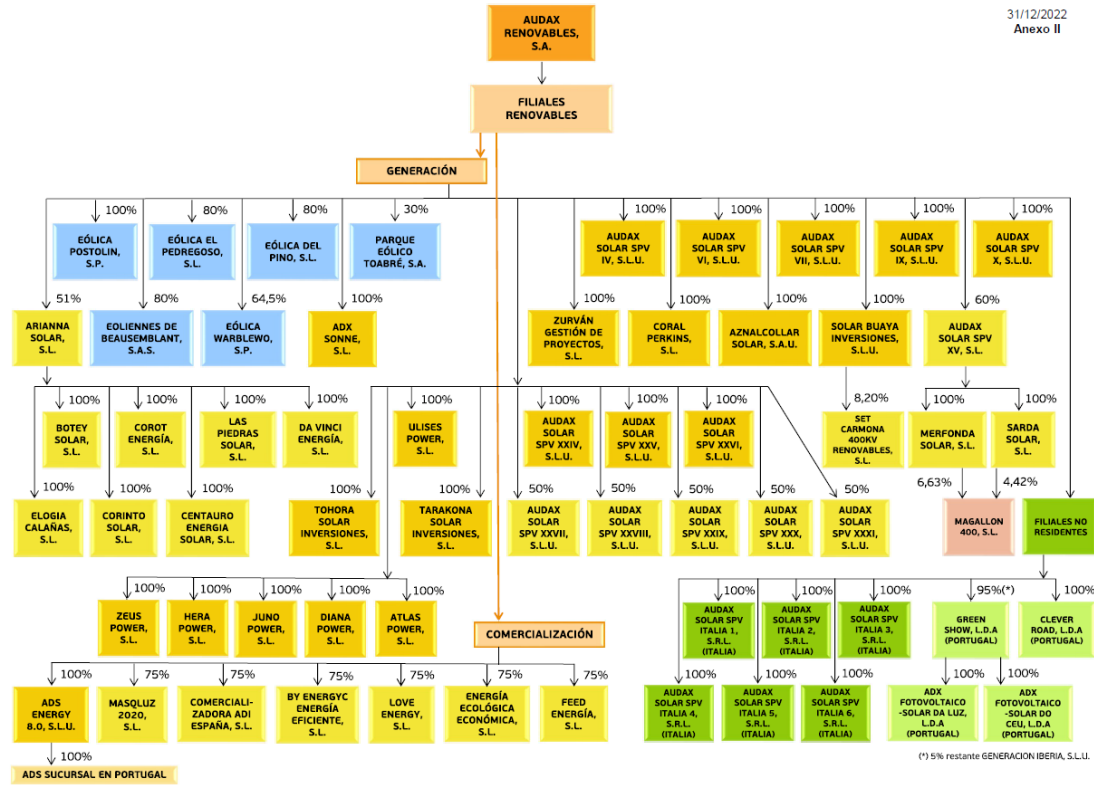 31/12/2022
Anexo II
AUDAX
RENOVABLES,
S.A.
FILIALES
RENOVABLES
GENERACIÓN
100%
80%
80%
30%
100%
100%
100%
100%
100%
EÓLICA
POSTOLIN,
S.P.
EÓLICA EL
PEDREGOSO,
S.L.
EÓLICA DEL
PINO, S.L.
PARQUE
EÓLICO
TOABRÉ, S.A.
AUDAX
SOLAR SPV
IV, S.L.U.
AUDAX
SOLAR SPV
VI, S.L.U.
AUDAX
SOLAR SPV
VII, S.L.U.
AUDAX
SOLAR SPV
IX, S.L.U.
AUDAX
SOLAR SPV
X, S.L.U.
51%
80%
64,5%
100%
100%
100%
100%
100%
60%
ARIANNA
SOLAR,
S.L.
EOLIENNES DE
BEAUSEMBLANT,
S.A.S.
EÓLICA
WARBLEWO,
S.P.
ADX
SONNE,
S.L.
ZURVÁN
GESTIÓN DE
PROYECTOS,
S.L.
CORAL
PERKINS,
S.L.
AZNALCOLLAR
SOLAR, S.A.U.
SOLAR BUAYA
INVERSIONES,
S.L.U.
AUDAX
SOLAR SPV
XV, S.L.
100%
100%
100%
100%
100%
100%
100%
100%
8,20%
100%
100%
BOTEY
SOLAR,
S.L.
COROT
ENERGÍA,
S.L.
LAS
PIEDRAS
SOLAR,
S.L.
DA VINCI
ENERGÍA,
S.L.
ULISES
POWER,
S.L.
AUDAX
SOLAR
SPV XXIV,
S.L.U.
AUDAX
SOLAR
SPV XXV,
S.L.U.
AUDAX
SOLAR
SPV XXVI,
S.L.U.
SET
CARMONA
400KV
RENOVABLES,
S.L.
MERFONDA
SOLAR, S.L.
SARDA
SOLAR,
S.L.
100%
100%
100%
100%
100%
50%
50%
50%
50%
50%
6,63%
4,42%
ELOGIA
CALAÑAS,
S.L.
CORINTO
SOLAR,
S.L.
CENTAURO
ENERGIA
SOLAR, S.L.
TOHORA
SOLAR
INVERSIONES,
S.L.
TARAKONA
SOLAR
INVERSIONES,
S.L.
AUDAX
SOLAR
SPV XXVII,
S.L.U.
AUDAX
SOLAR
SPV XXVIII,
S.L.U.
AUDAX
SOLAR
SPV XXIX,
S.L.U.
AUDAX
SOLAR
SPV XXX,
S.L.U.
AUDAX
SOLAR
SPV XXXI,
S.L.U.
MAGALLON
400, S.L.
FILIALES NO
RESIDENTES
100%
100%
100%
100%
100%
ZEUS
POWER,
S.L.
HERA
POWER,
S.L.
JUNO
POWER,
S.L.
DIANA
POWER,
S.L.
ATLAS
POWER,
S.L.
100%
100%
100%
95%(*)
100%
AUDAX
SOLAR SPV
ITALIA 1,
S.R.L.
(ITALIA)
AUDAX
SOLAR SPV
ITALIA 2,
S.R.L.
(ITALIA)
AUDAX
SOLAR SPV
ITALIA 3,
S.R.L.
(ITALIA)
GREEN
SHOW, L.D.A
(PORTUGAL)
CLEVER
ROAD, L.D.A
(PORTUGAL)
COMERCIALIZACIÓN
100%
75%
75%
75%
75%
75%
75%
ADS
ENERGY
8.0, S.L.U.
MASQLUZ
2020,
S.L.
COMERCIALI-
ZADORA ADI
ESPAÑA, S.L.
BY ENERGYC
ENERGÍA
EFICIENTE,
S.L.
LOVE
ENERGY,
S.L.
ENERGÍA
ECOLÓGICA
ECONÓMICA,
S.L.
FEED
ENERGÍA,
S.L.
100%
100%
100%
100%
100%
AUDAX
SOLAR SPV
ITALIA 4,
S.R.L.
(ITALIA)
AUDAX
SOLAR SPV
ITALIA 5,
S.R.L.
(ITALIA)
AUDAX
SOLAR SPV
ITALIA 6,
S.R.L.
(ITALIA)
ADX
FOTOVOLTAICO
-SOLAR DA LUZ,
L.D.A
(PORTUGAL)
ADX
FOTOVOLTAICO
-SOLAR DO
CEU, L.D.A
(PORTUGAL)
100%
ADS SUCURSAL EN PORTUGAL
(*) 5% restante GENERACION IBERIA, S.L.U.